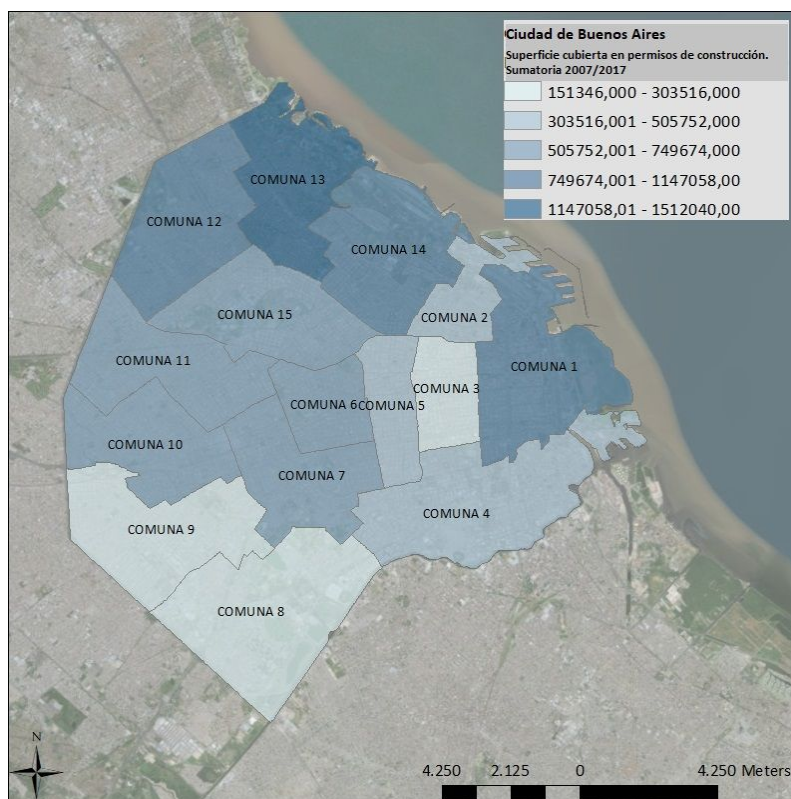 Ciudad de Buenos Aires
Superficie cubierta en permisos de construcción.
Sumatoria 2007/2017
151346,000 - 303516,000
303516,001 - 505752,000
505752,001 - 749674,000
749674,001 - 1147058,00
1147058,01 - 1512040,00
COMUNA 13
COMUNA 12
COMUNA 14
COMUNA 15
COMUNA 2
COMUNA 11
COMUNA 1
COMUNA 3
COMUNA 6
COMUNA 5
COMUNA 10
COMUNA 7
COMUNA 4
COMUNA 9
COMUNA 8
N
4.250 2.125 0 4.250 Meters